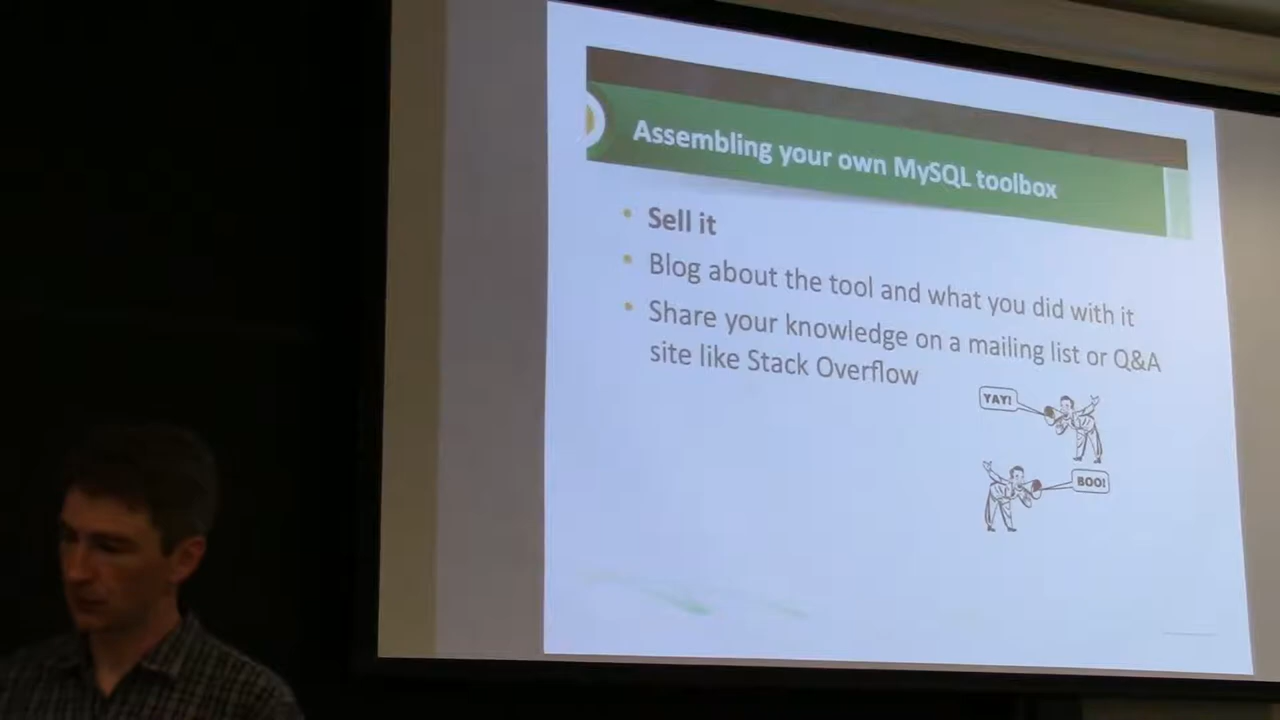 Assembling your own MySQL toolbox
• Sell it
• Blog about the tool and what you did with it
• Share your knowledge on a mailing list or Q&A
site like Stack Overflow
YAY!
BOO!